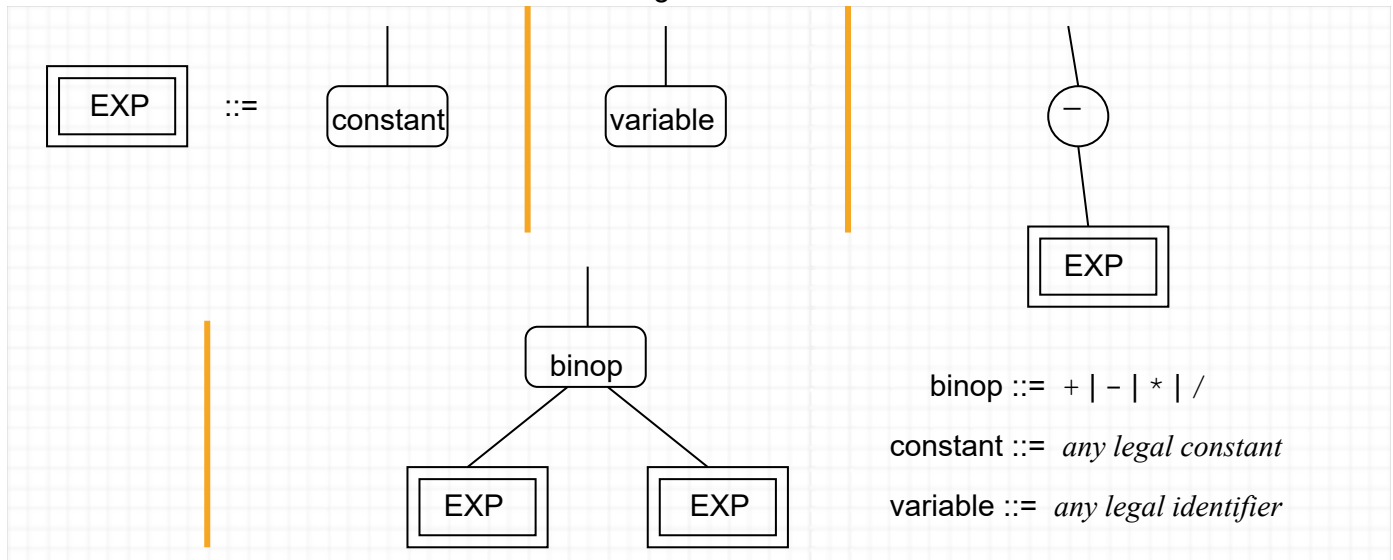 EXP ::= constant variable −
EXP
binop
EXP EXP
binop ::= + | − | * | /
constant ::= any legal constant
variable ::= any legal identifier